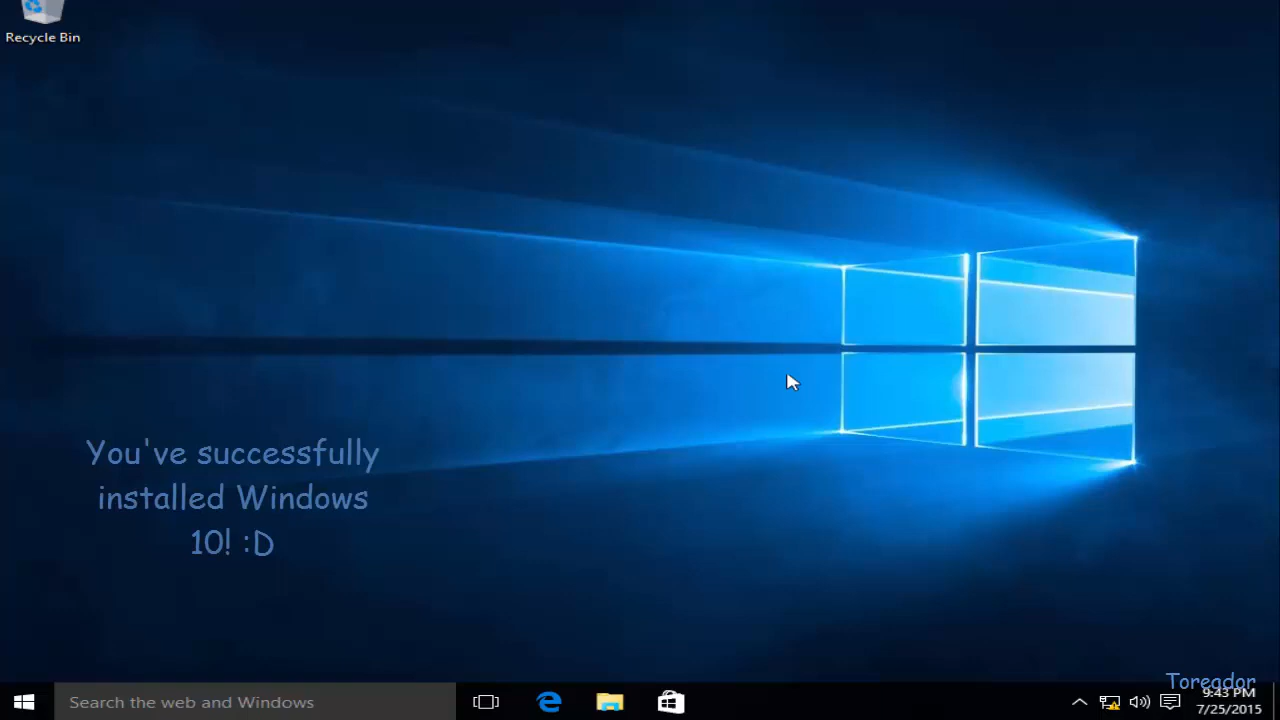 Recycle Bin
You've successfully
installed Windows
10! :D
Toreador
Search the web and Windows
9:43 PM
7/25/2015